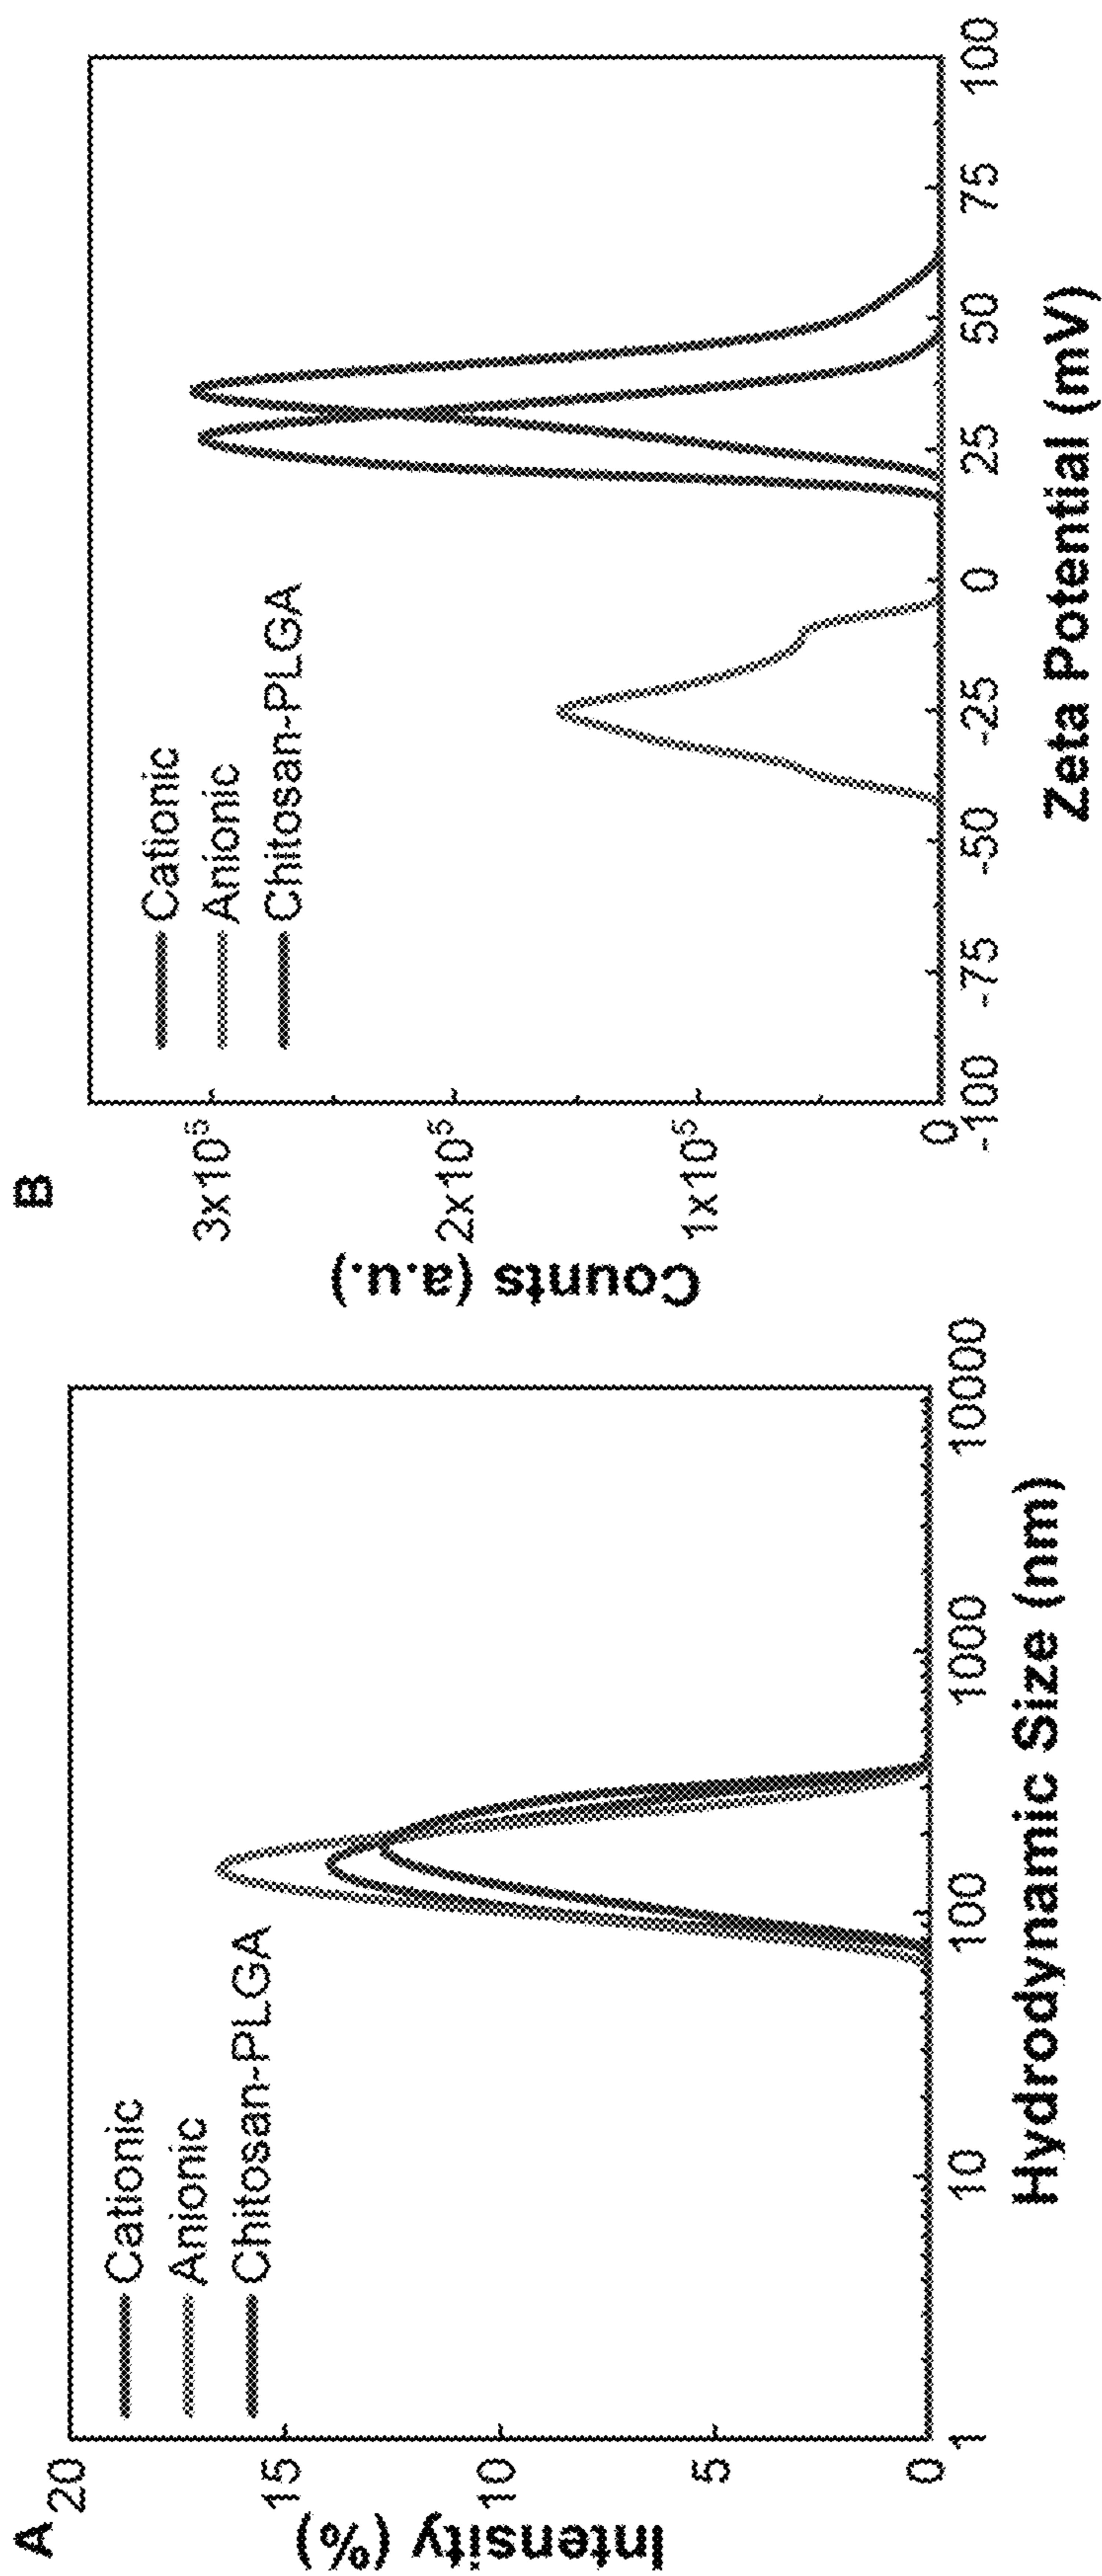 A
20
15
10
5
0
Intensity (%)
Cationic
Anionic
Chitosan-PLGA
1
10
100
1000
10000
Hydrodynamic Size (nm)
B
3x10⁵
2x10⁵
1x10⁵
0
Counts (a.u.)
Cationic
Anionic
Chitosan-PLGA
-100
-75
-50
-25
0
25
50
75
100
Zeta Potential (mV)